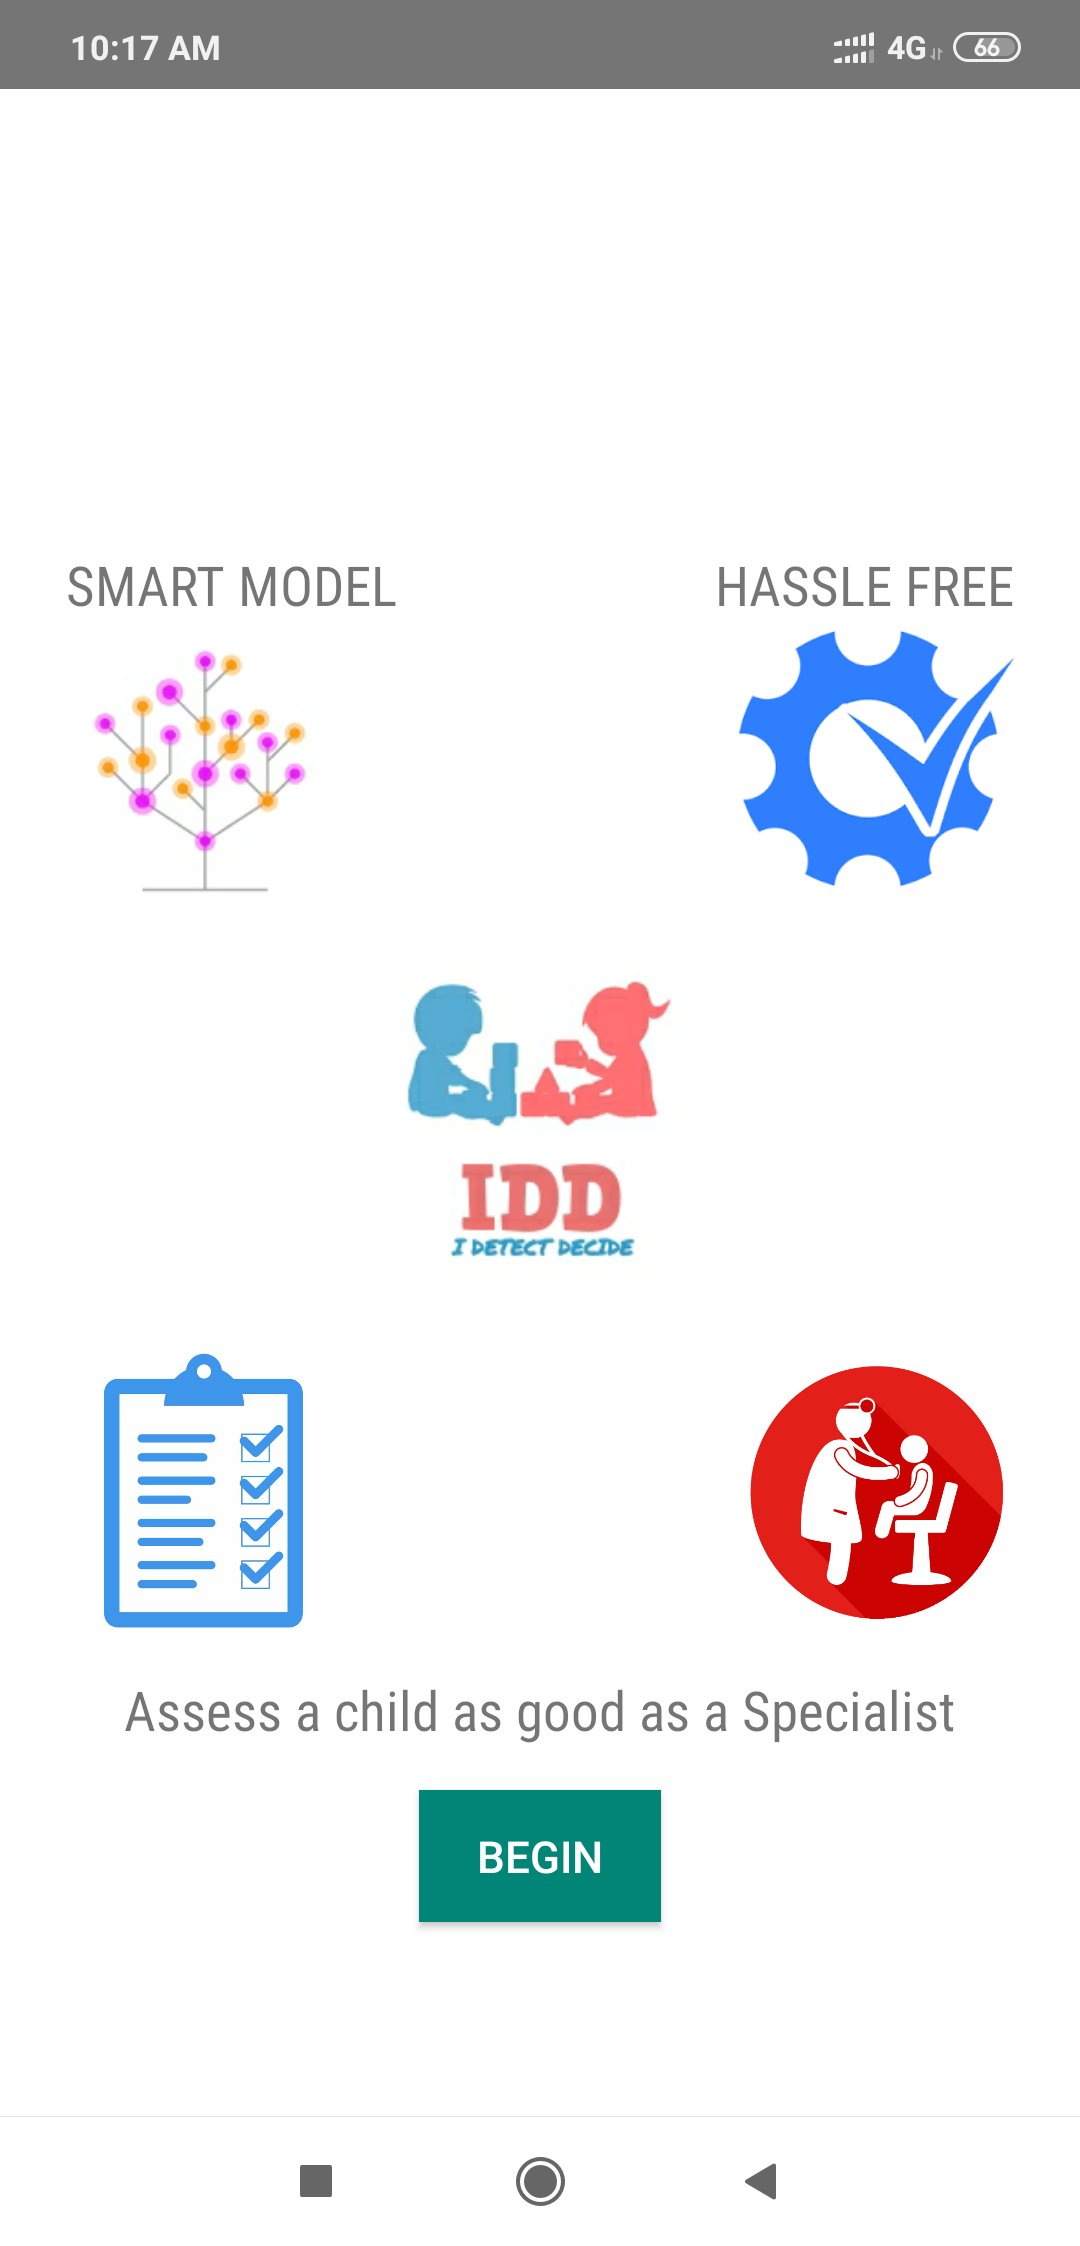 10:17 AM 4G 66
SMART MODEL HASSLE FREE
IDD
I DETECT DECIDE
Assess a child as good as a Specialist
BEGIN